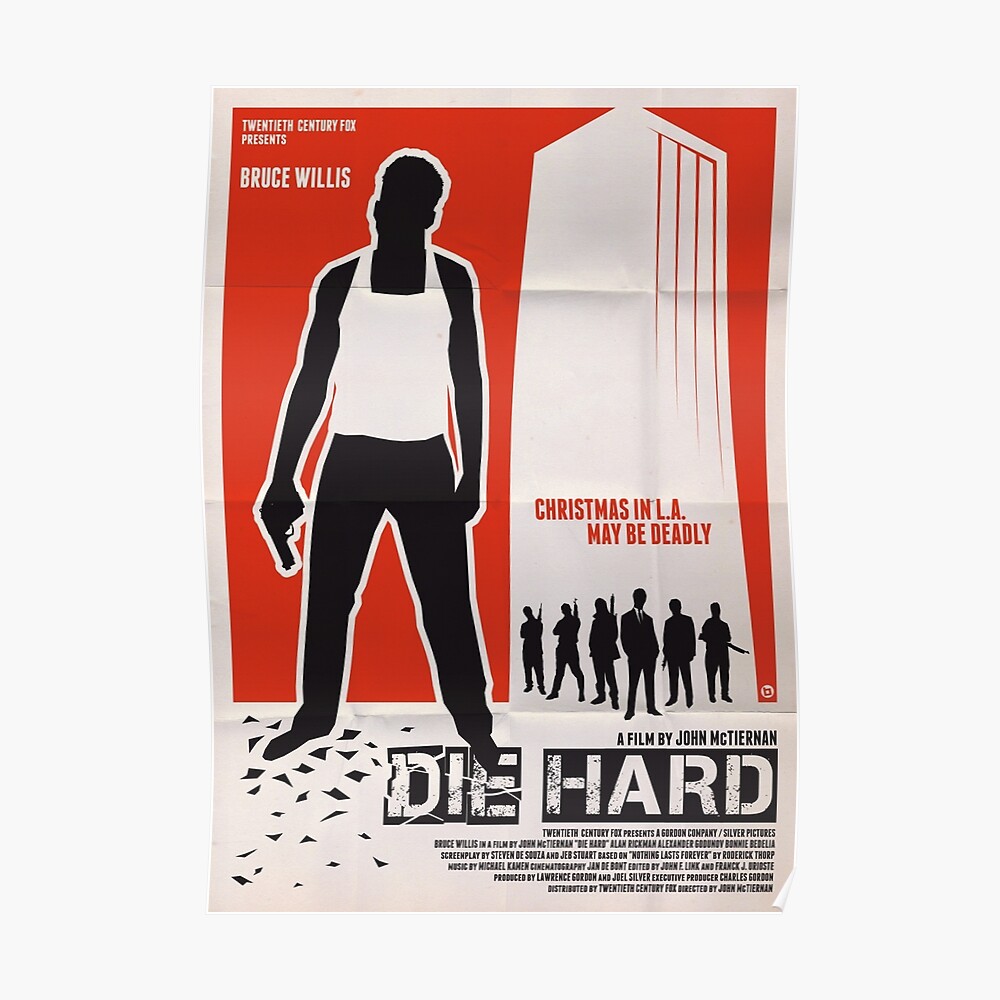 TWENTIETH CENTURY FOX
PRESENTS
BRUCE WILLIS
CHRISTMAS IN L.A.
MAY BE DEADLY
A FILM BY JOHN McTIERNAN
DIE HARD
TWENTIETH CENTURY FOX PRESENTS A GORDON COMPANY / SILVER PICTURES
BRUCE WILLIS IN A FILM BY JOHN McTIERNAN "DIE HARD" ALAN RICKMAN ALEXANDER GODUNOV BONNIE BEDELIA
SCREENPLAY BY STEVEN DE SOUZA AND JEB STUART BASED ON "NOTHING LASTS FOREVER" BY RODERICK THORP
MUSIC BY MICHAEL KAMEN CINEMATOGRAPHY JAN DE BONT EDITED BY JOHN F. LINK AND FRANCK J. URIOSTE
PRODUCED BY LAWRENCE GORDON AND JOEL SILVER EXECUTIVE PRODUCER CHARLES GORDON
DISTRIBUTED BY TWENTIETH CENTURY FOX DIRECTED BY JOHN McTIERNAN